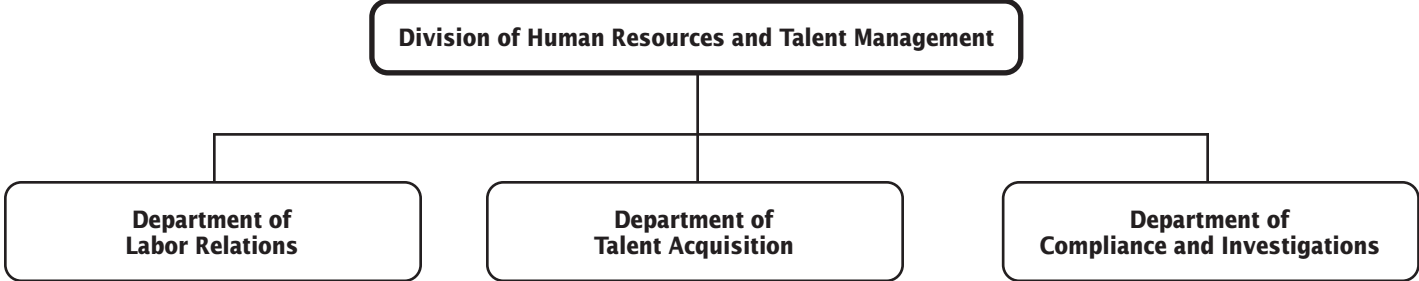 Division of Human Resources and Talent Management
Department of
Labor Relations
Department of
Talent Acquisition
Department of
Compliance and Investigations